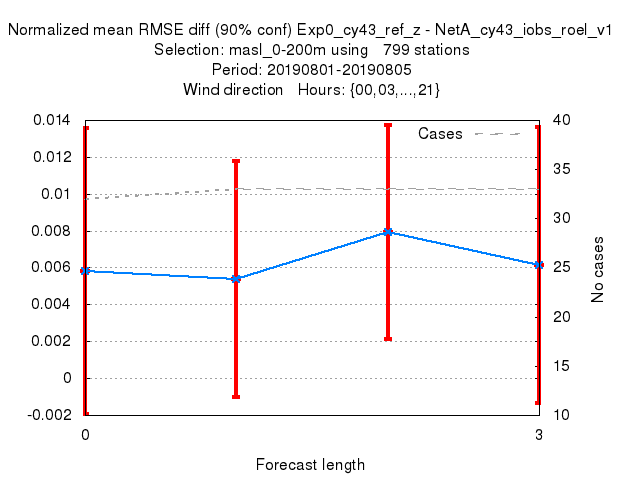 Normalized mean RMSE diff (90% conf) Exp0_cy43_ref_z - NetA_cy43_iobs_roel_v1
Selection: masl_0-200m using   799 stations
Period: 20190801-20190805
Wind direction   Hours: {00,03,...,21}
0.014
0.012
0.01
0.008
0.006
0.004
0.002
0
-0.002
Cases
40
35
30
25
20
15
10
No cases
0
3
Forecast length